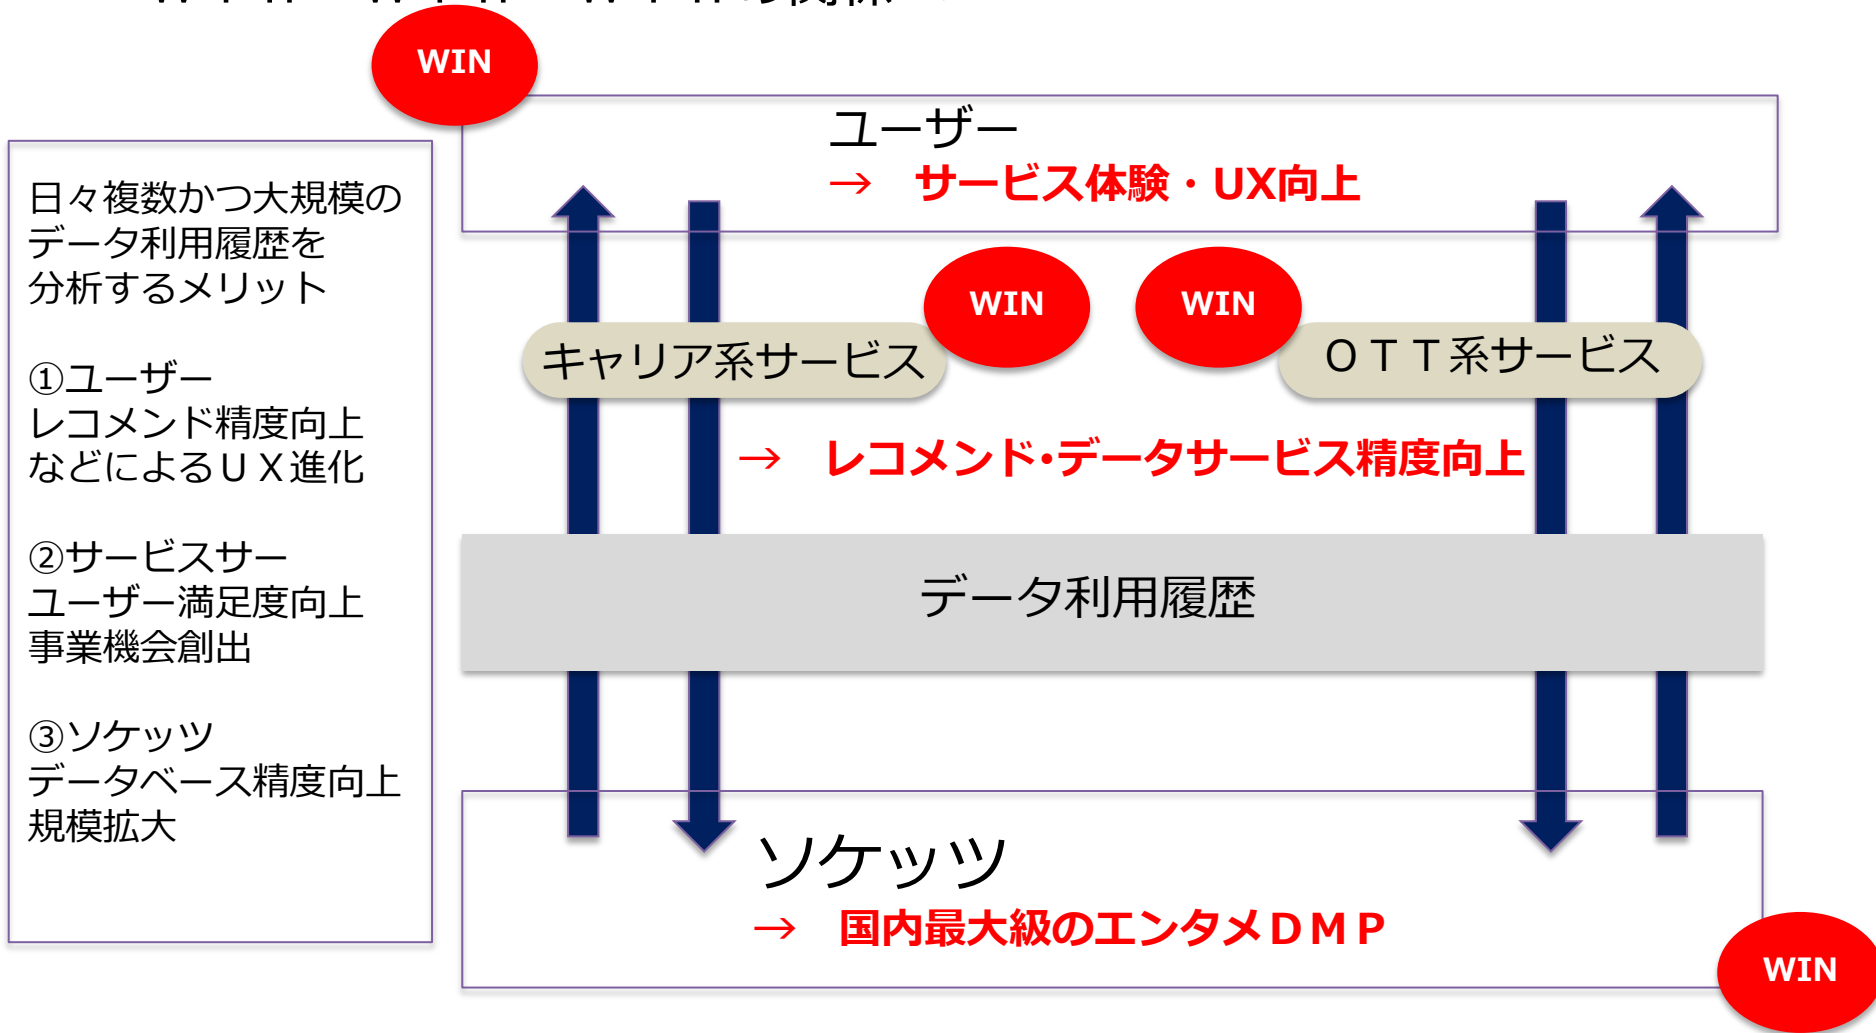 WIN
ユーザー
→ サービス体験・UX向上
日々複数かつ大規模の
データ利用履歴を
分析するメリット
①ユーザー
レコメンド精度向上
などによるＵＸ進化
②サービスサー
ユーザー満足度向上
事業機会創出
③ソケッツ
データベース精度向上
規模拡大
WIN
WIN
キャリア系サービス
ＯＴＴ系サービス
→ レコメンド・データサービス精度向上
データ利用履歴
ソケッツ
→ 国内最大級のエンタメＤＭＰ
WIN